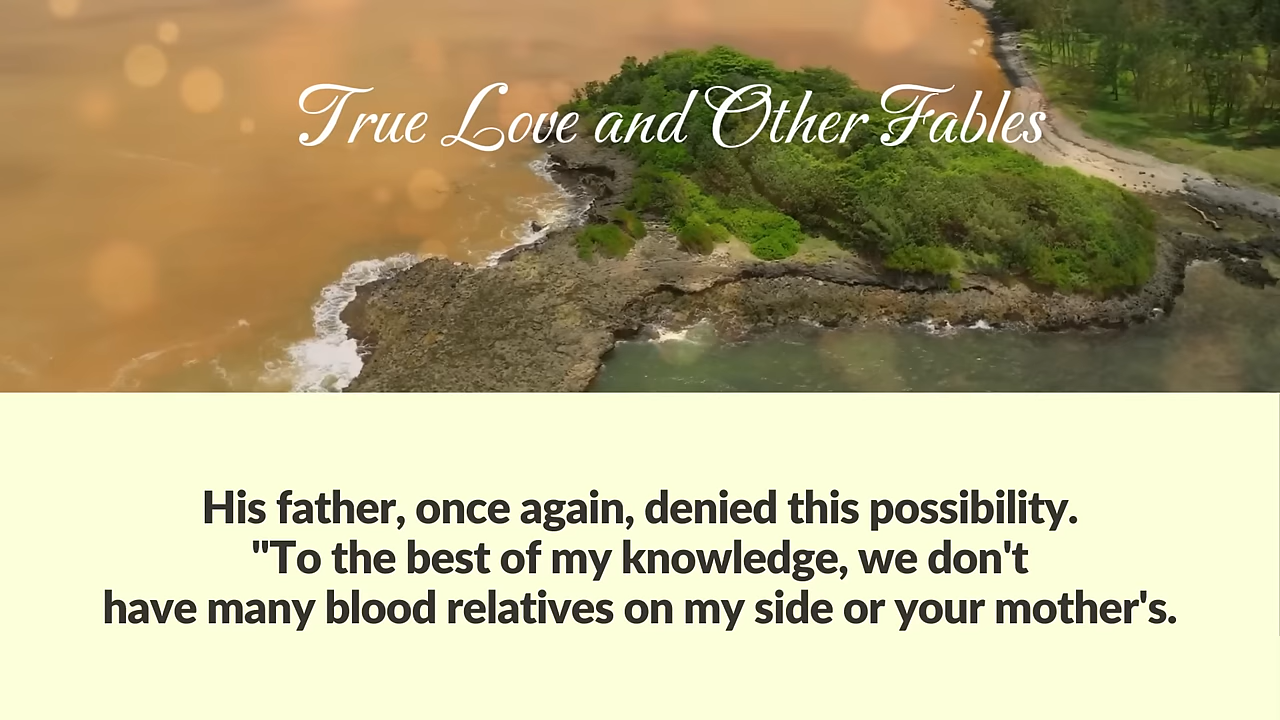 True Love and Other Fables
His father, once again, denied this possibility.
"To the best of my knowledge, we don't
have many blood relatives on my side or your mother's.